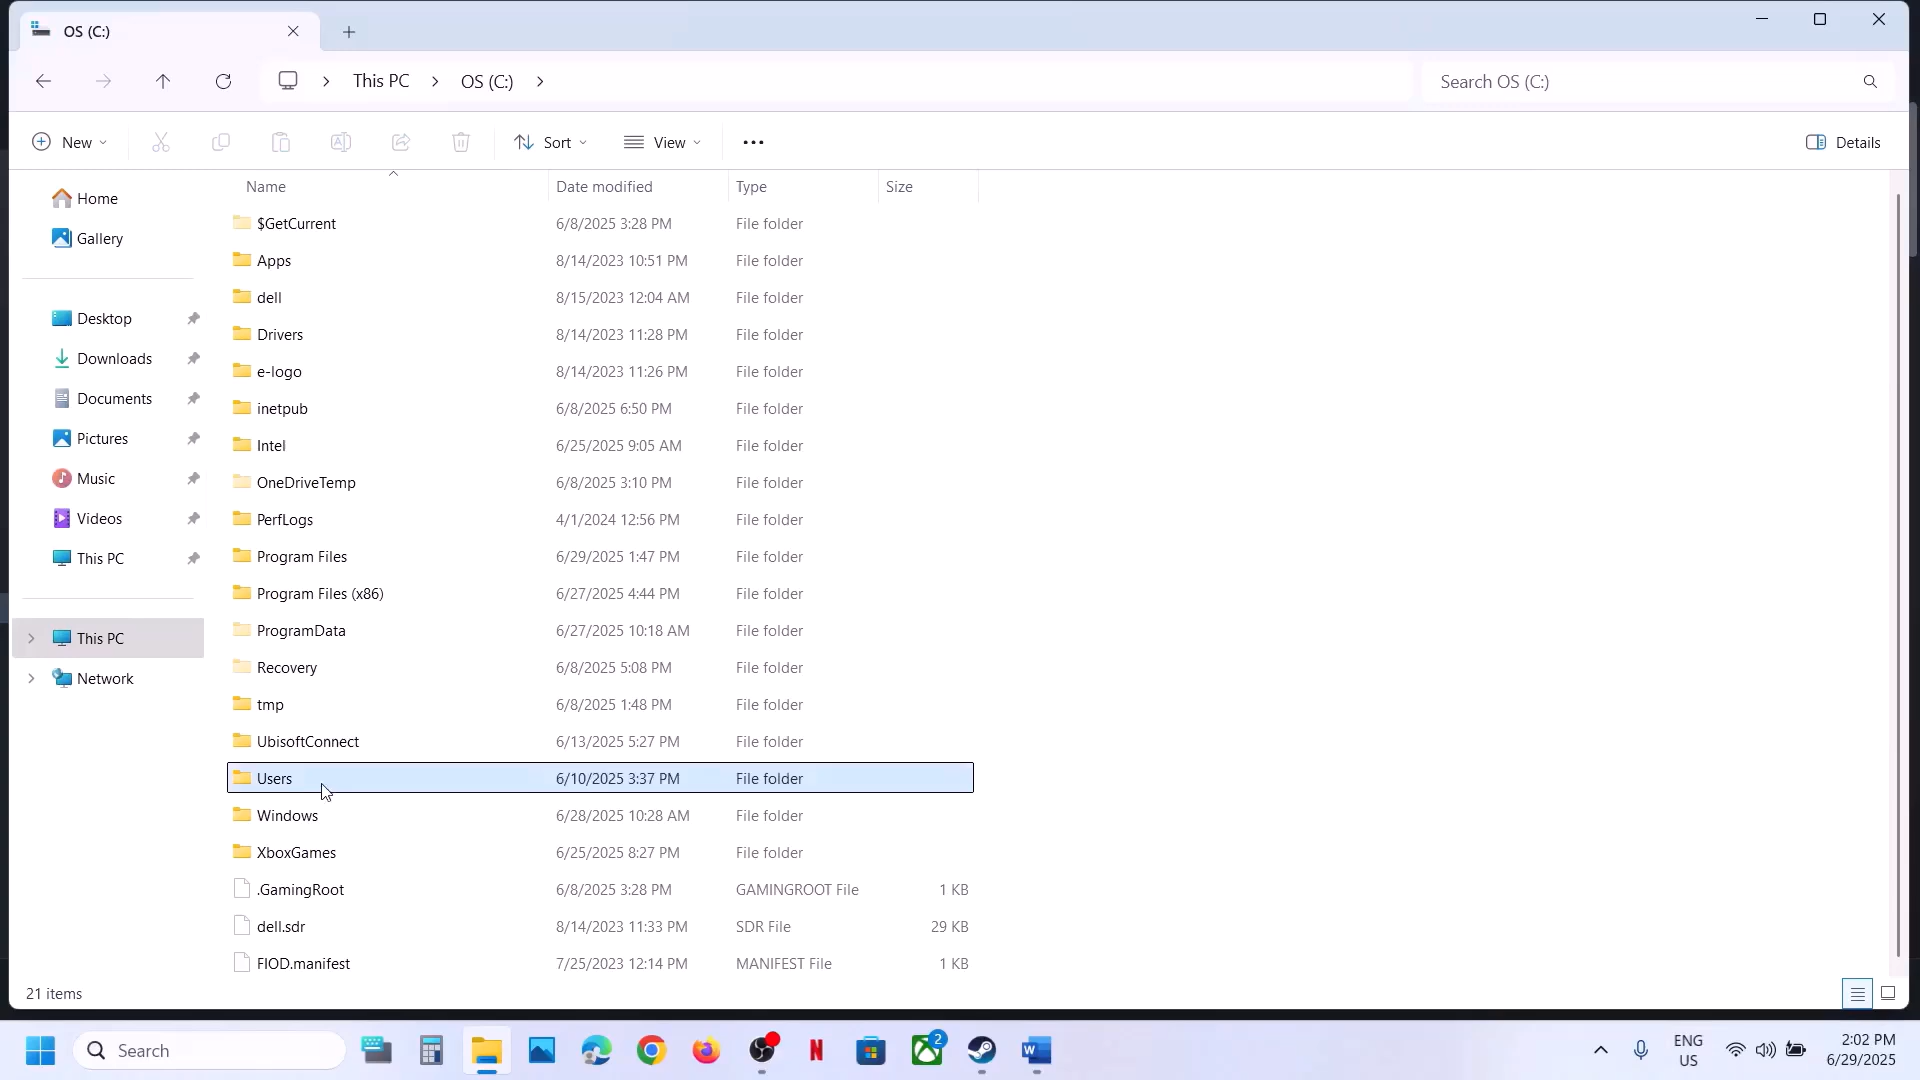 OS (C:)
This PC
OS (C:)
Search OS (C:)
New
Sort
View
Details
Name
Date modified
Type
Size
Home
Gallery
Desktop
Downloads
Documents
Pictures
Music
Videos
This PC
This PC
Network
$GetCurrent 6/8/2025 3:28 PM File folder
Apps 8/14/2023 10:51 PM File folder
dell 8/15/2023 12:04 AM File folder
Drivers 8/14/2023 11:28 PM File folder
e-logo 8/14/2023 11:26 PM File folder
inetpub 6/8/2025 6:50 PM File folder
Intel 6/25/2025 9:05 AM File folder
OneDriveTemp 6/8/2025 3:10 PM File folder
PerfLogs 4/1/2024 12:56 PM File folder
Program Files 6/29/2025 1:47 PM File folder
Program Files (x86) 6/27/2025 4:44 PM File folder
ProgramData 6/27/2025 10:18 AM File folder
Recovery 6/8/2025 5:08 PM File folder
tmp 6/8/2025 1:48 PM File folder
UbisoftConnect 6/13/2025 5:27 PM File folder
Users 6/10/2025 3:37 PM File folder
Windows 6/28/2025 10:28 AM File folder
XboxGames 6/25/2025 8:27 PM File folder
.GamingRoot 6/8/2025 3:28 PM GAMINGROOT File 1 KB
dell.sdr 8/14/2023 11:33 PM SDR File 29 KB
FIOD.manifest 7/25/2023 12:14 PM MANIFEST File 1 KB
21 items
Search
2
ENG
US
2:02 PM
6/29/2025